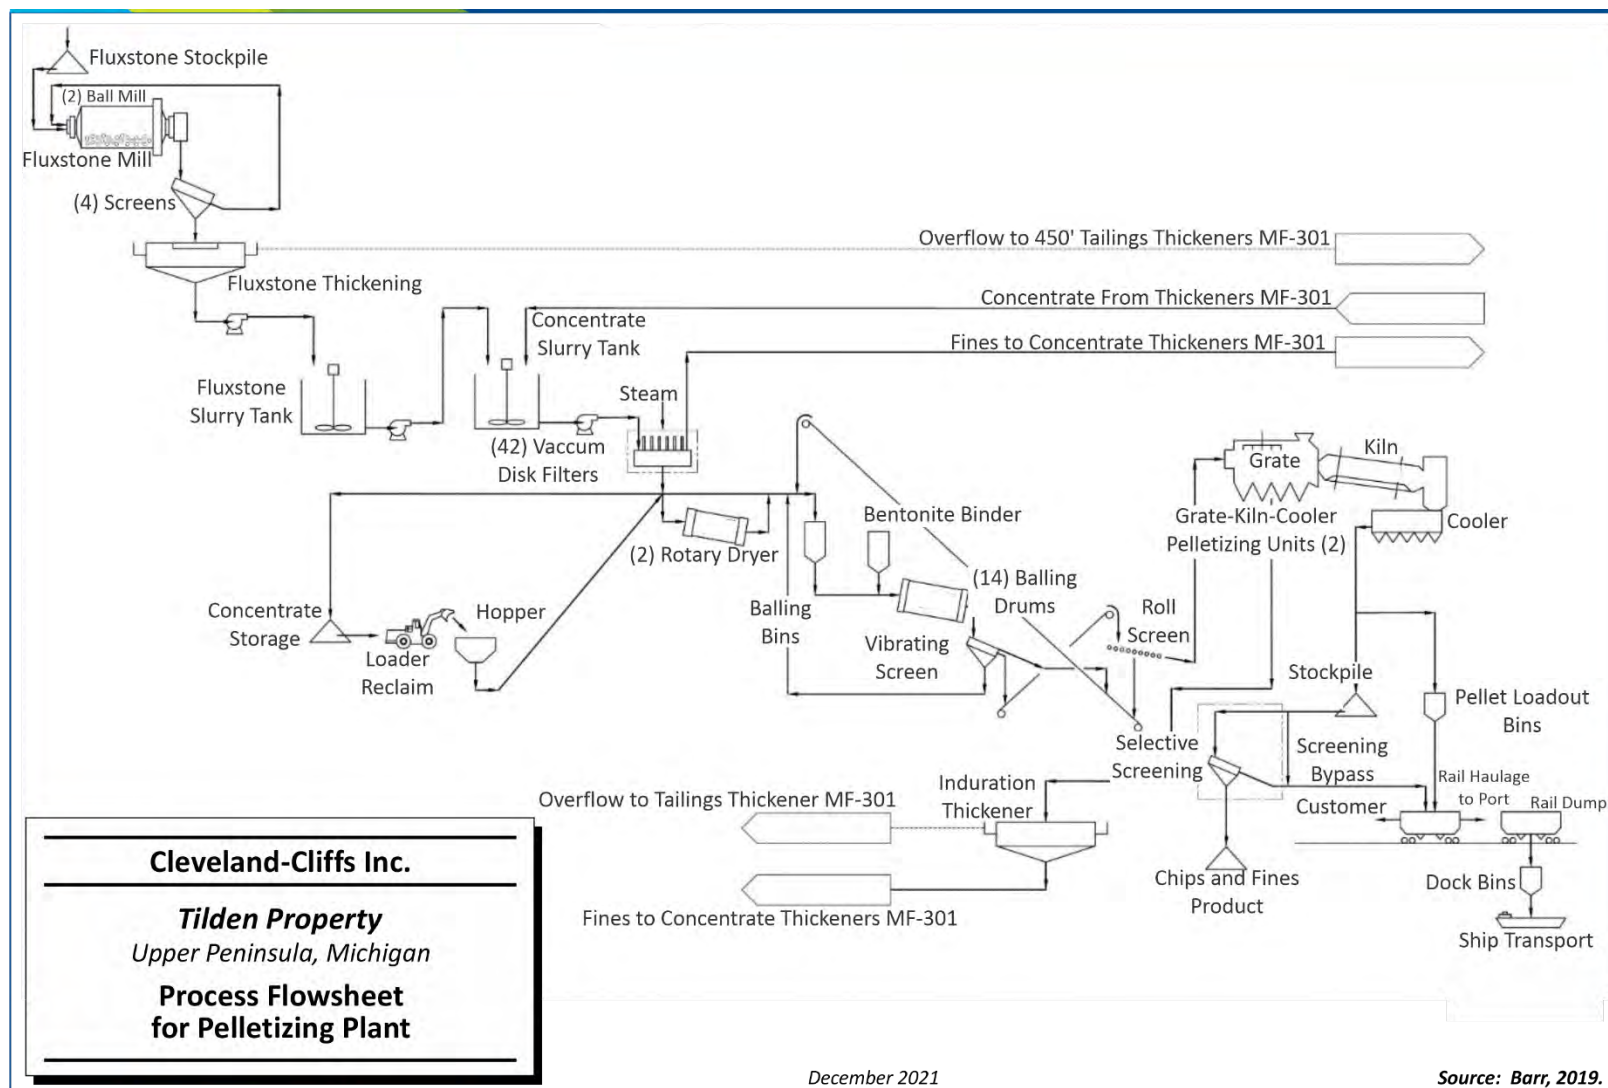 Fluxstone Stockpile
(2) Ball Mill
Fluxstone Mill
(4) Screens
Overflow to 450' Tailings Thickeners MF-301
Fluxstone Thickening
Concentrate From Thickeners MF-301
Concentrate
Slurry Tank
Fines to Concentrate Thickeners MF-301
Fluxstone
Slurry Tank
Steam
(42) Vaccum
Disk Filters
Grate
Kiln
Grate-Kiln-Cooler
Pelletizing Units (2)
Cooler
Bentonite Binder
(2) Rotary Dryer
(14) Balling
Drums
Concentrate
Storage
Hopper
Loader
Reclaim
Balling
Bins
Vibrating
Screen
Roll
Screen
Stockpile
Pellet Loadout
Bins
Selective
Screening
Screening
Bypass
Induration
Thickener
Overflow to Tailings Thickener MF-301
Customer
Rail Haulage
to Port
Rail Dump
Chips and Fines
Product
Dock Bins
Fines to Concentrate Thickeners MF-301
Ship Transport
Cleveland-Cliffs Inc.
Tilden Property
Upper Peninsula, Michigan
Process Flowsheet
for Pelletizing Plant
December 2021
Source: Barr, 2019.